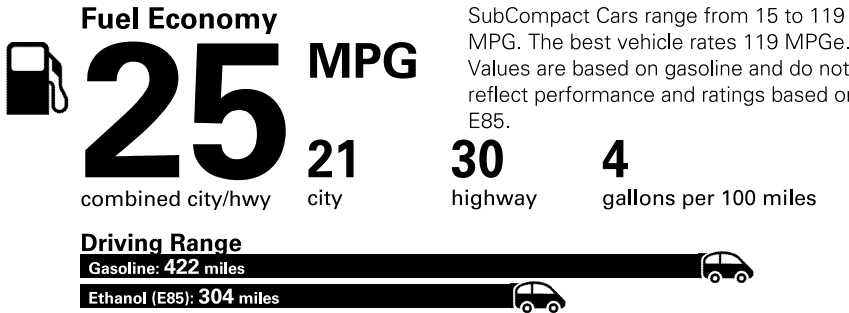 Fuel Economy
25
MPG
combined city/hwy
21
city
30
highway
4
gallons per 100 miles
SubCompact Cars range from 15 to 119
MPG. The best vehicle rates 119 MPGe.
Values are based on gasoline and do not
reflect performance and ratings based
E85.
Driving Range
Gasoline: 422 miles
Ethanol (E85): 304 miles